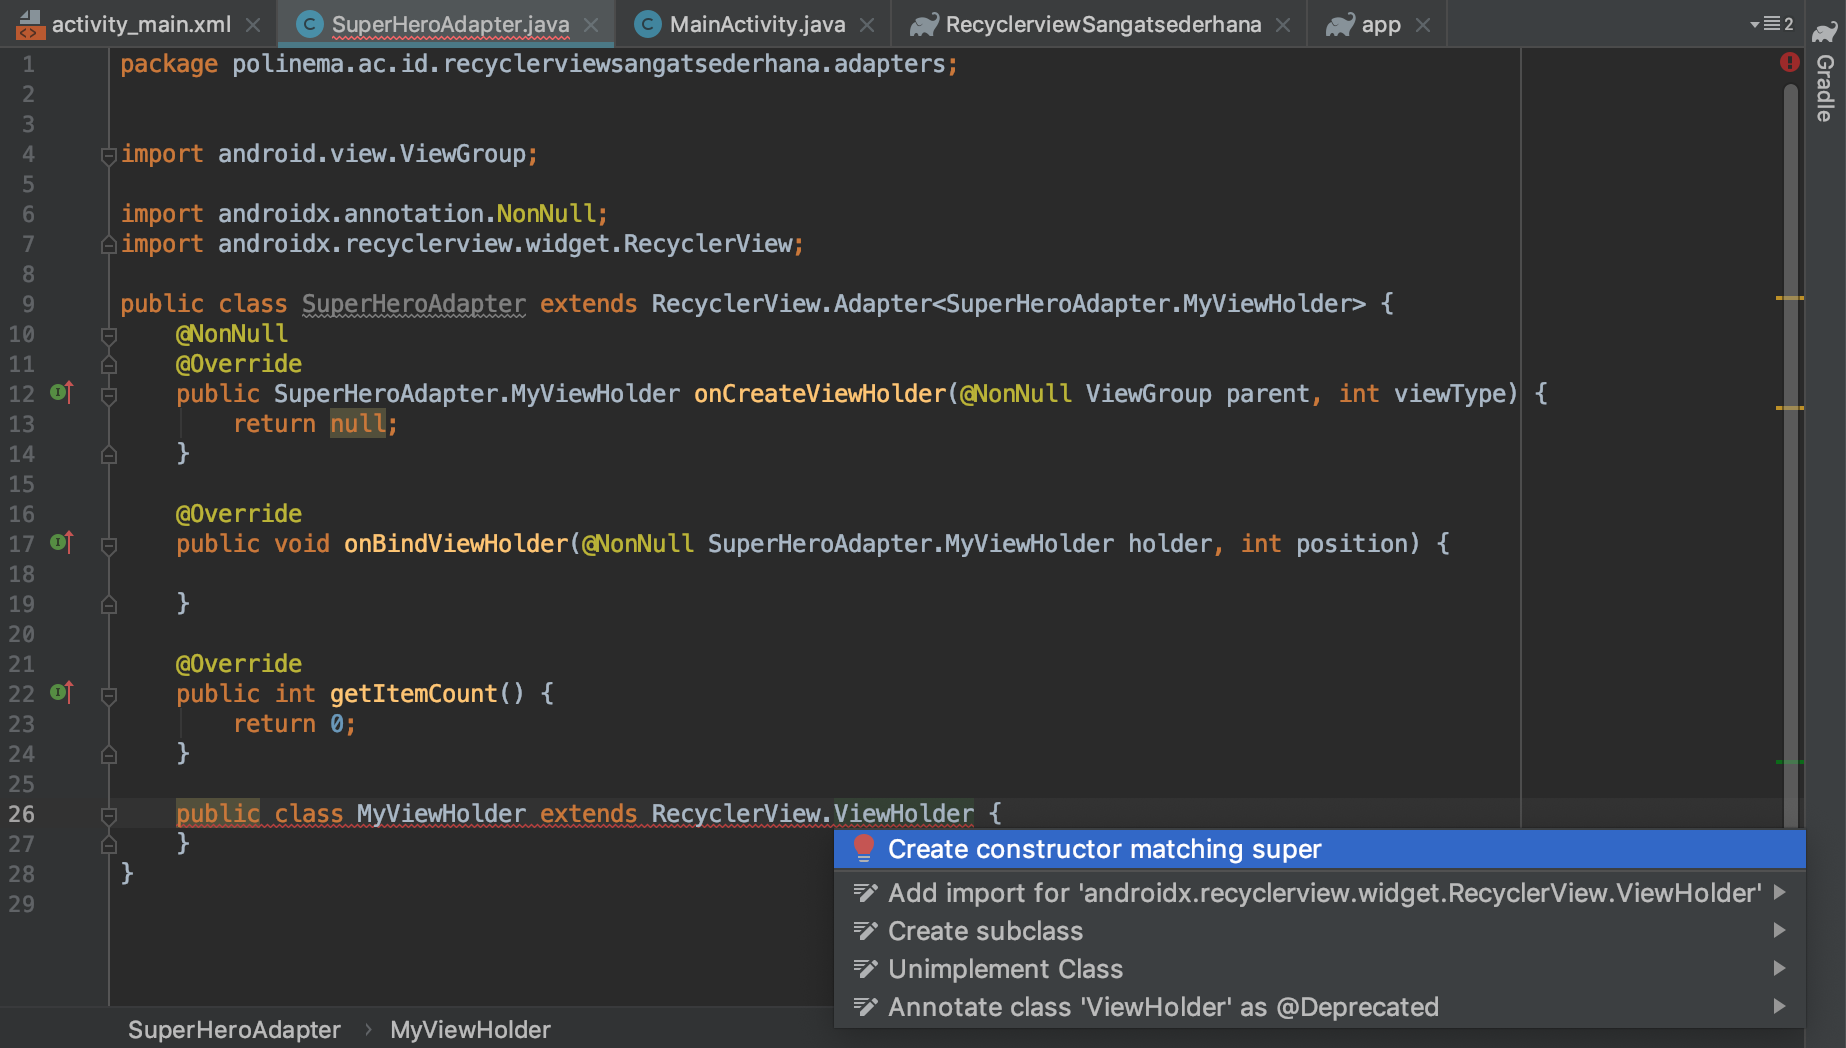 activity_main.xml SuperHeroAdapter.java MainActivity.java RecyclerviewSangatsederhana app 2
Gradle
1 package polinema.ac.id.recyclerviewsangatsederhana.adapters;
2
3
4 import android.view.ViewGroup;
5
6 import androidx.annotation.NonNull;
7 import androidx.recyclerview.widget.RecyclerView;
8
9 public class SuperHeroAdapter extends RecyclerView.Adapter<SuperHeroAdapter.MyViewHolder> {
10 @NonNull
11 @Override
12 public SuperHeroAdapter.MyViewHolder onCreateViewHolder(@NonNull ViewGroup parent, int viewType) {
13 return null;
14 }
15
16 @Override
17 public void onBindViewHolder(@NonNull SuperHeroAdapter.MyViewHolder holder, int position) {
18
19 }
20
21 @Override
22 public int getItemCount() {
23 return 0;
24 }
25
26 public class MyViewHolder extends RecyclerView.ViewHolder {
27 }
28 }
29
Create constructor matching super
Add import for 'androidx.recyclerview.widget.RecyclerView.ViewHolder'
Create subclass
Unimplement Class
Annotate class 'ViewHolder' as @Deprecated
SuperHeroAdapter › MyViewHolder